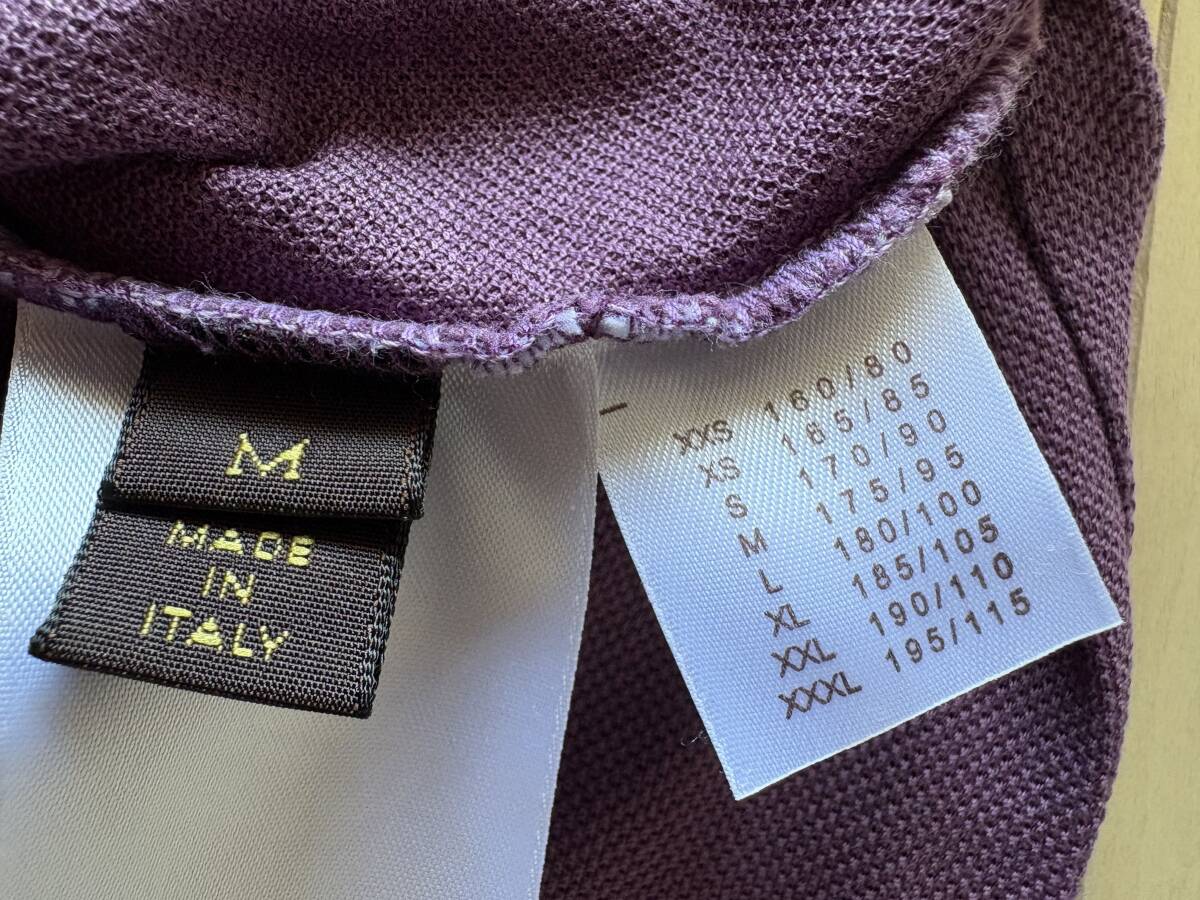 M
MADE
IN
ITALY
XXS 160/80
XS 165/85
S 170/90
M 175/95
L 180/100
XL 185/105
XXL 190/110
XXXL 195/115